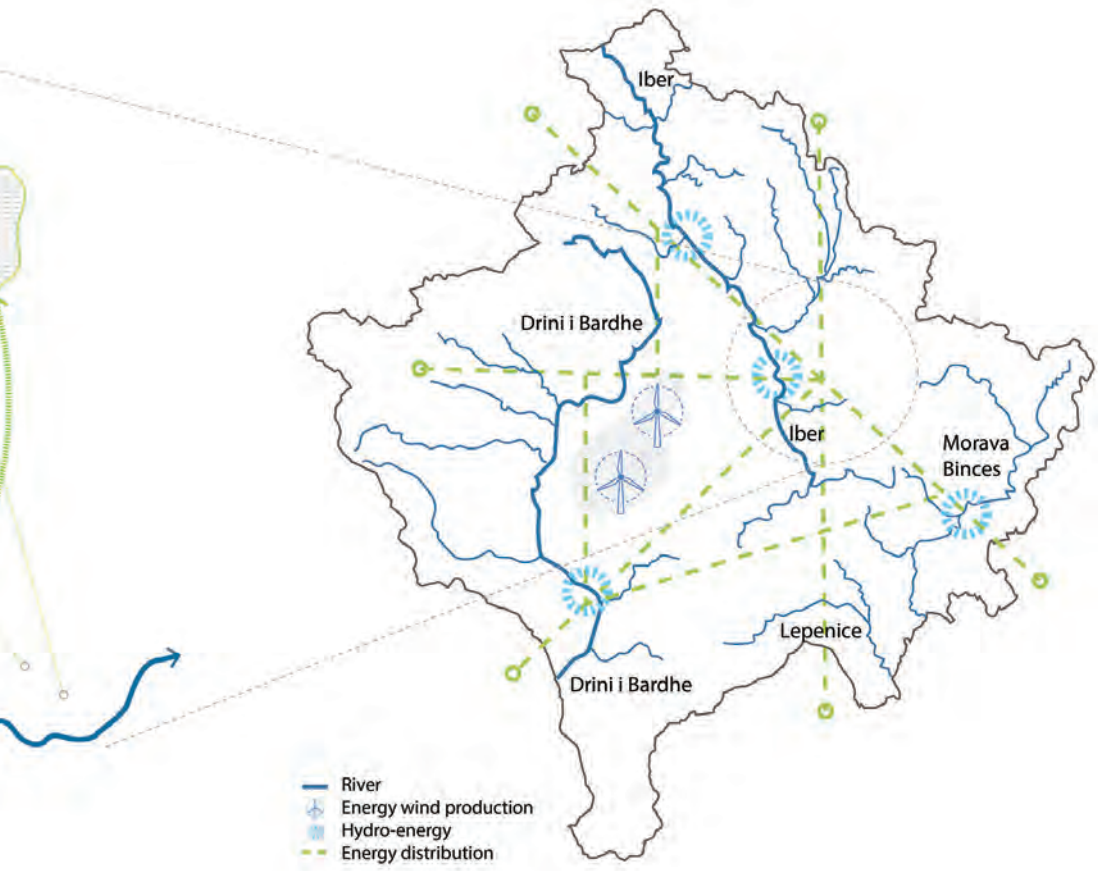 Iber
Drini i Bardhe
Iber
Morava
Binces
Lepenice
Drini i Bardhe
River
Energy wind production
Hydro-energy
Energy distribution